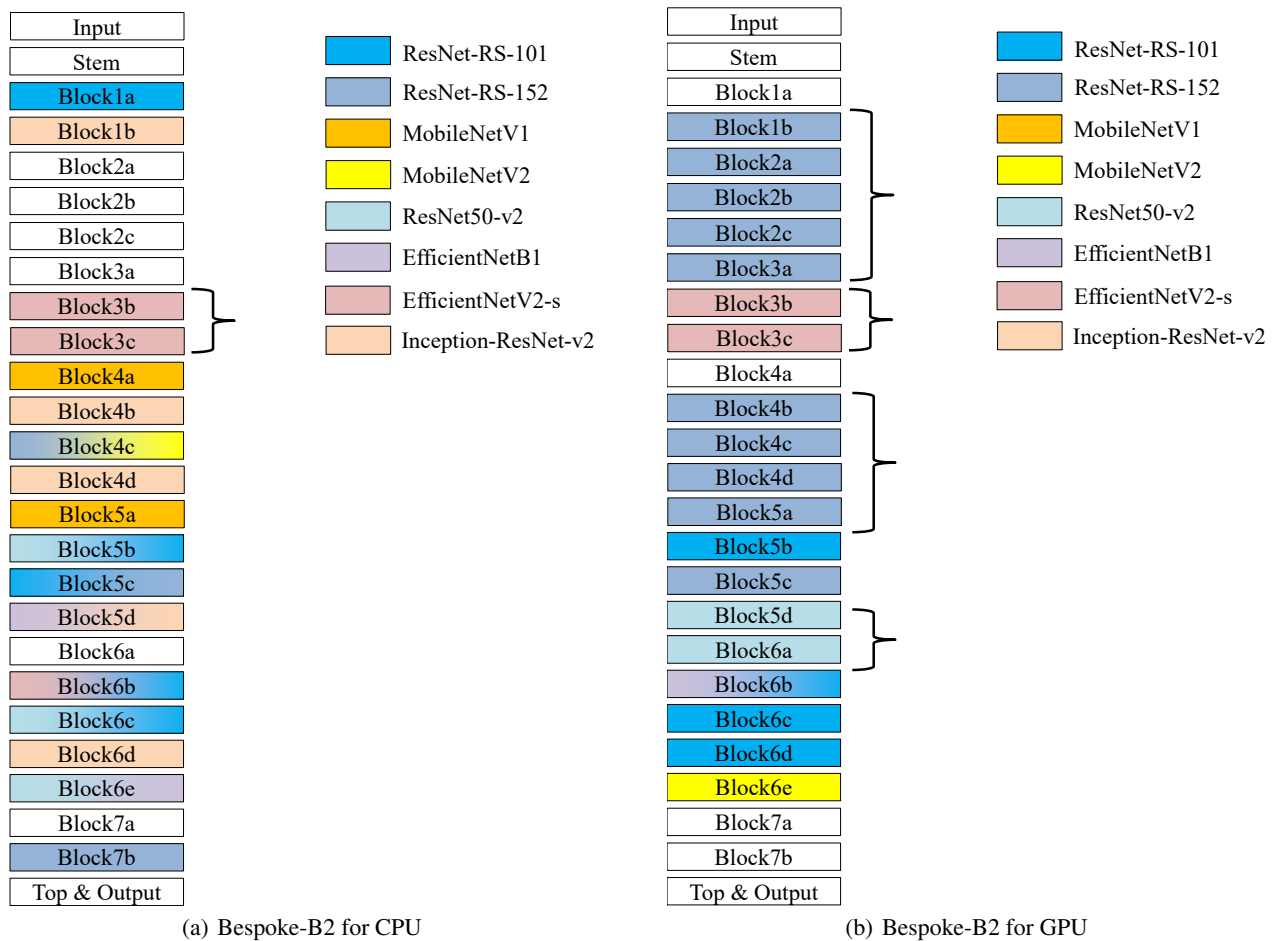 Input
Stem
Block1a
Block1b
Block2a
Block2b
Block2c
Block3a
Block3b
Block3c
Block4a
Block4b
Block4c
Block4d
Block5a
Block5b
Block5c
Block5d
Block6a
Block6b
Block6c
Block6d
Block6e
Block7a
Block7b
Top & Output
ResNet-RS-101
ResNet-RS-152
MobileNetV1
MobileNetV2
ResNet50-v2
EfficientNetB1
EfficientNetV2-s
Inception-ResNet-v2
(a) Bespoke-B2 for CPU
Input
Stem
Block1a
Block1b
Block2a
Block2b
Block2c
Block3a
Block3b
Block3c
Block4a
Block4b
Block4c
Block4d
Block5a
Block5b
Block5c
Block5d
Block6a
Block6b
Block6c
Block6d
Block6e
Block7a
Block7b
Top & Output
ResNet-RS-101
ResNet-RS-152
MobileNetV1
MobileNetV2
ResNet50-v2
EfficientNetB1
EfficientNetV2-s
Inception-ResNet-v2
(b) Bespoke-B2 for GPU